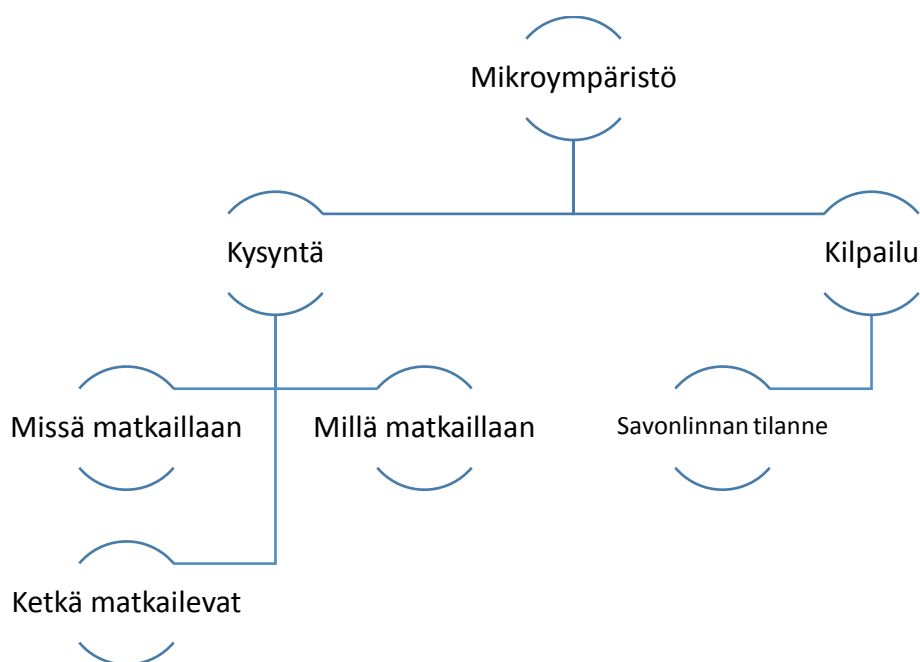 Mikroympäristö
Kysyntä
Kilpailu
Missä matkaillaan
Millä matkaillaan
Savonlinnan tilanne
Ketkä matkailevat